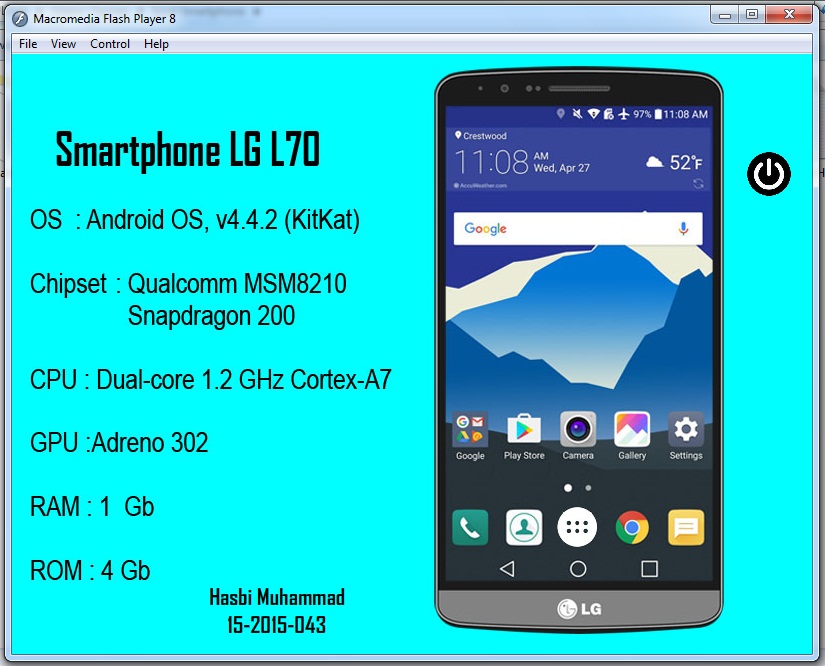 Macromedia Flash Player 8
File View Control Help
Smartphone LG L70
OS : Android OS, v4.4.2 (KitKat)
Chipset : Qualcomm MSM8210
Snapdragon 200
CPU : Dual-core 1.2 GHz Cortex-A7
GPU :Adreno 302
RAM : 1 Gb
ROM : 4 Gb
Hasbi Muhammad
15-2015-043
97% 11:08 AM
Crestwood
11:08 AM
Wed, Apr 27
52°F
AccuWeather.com
Google
Google Play Store Camera Gallery Settings
LG